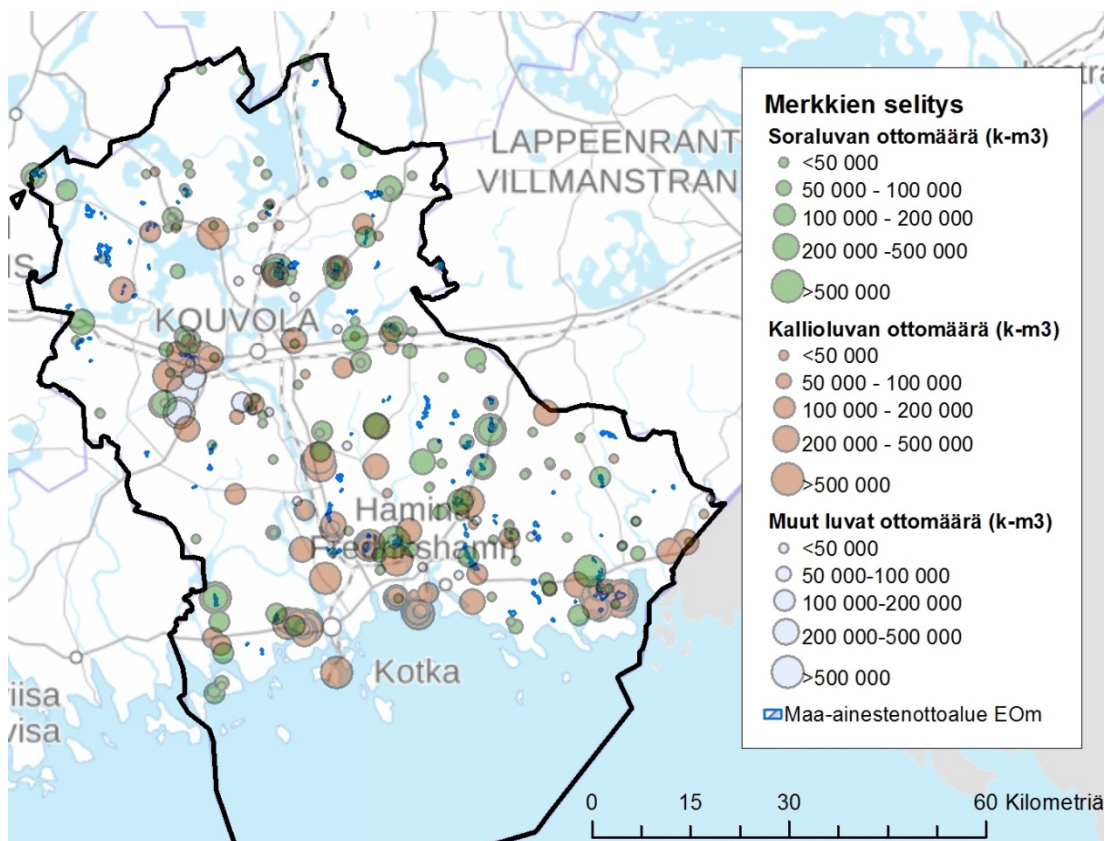 LAPPEENRANT
VILLMANSTRAN
KOUVOLA
Hamina
Fredrikshamn
Kotka
riisa
visa
Merkkien selitys
Soraluvan ottomäärä (k-m3)
<50 000
50 000 - 100 000
100 000 - 200 000
200 000 -500 000
>500 000
Kallioluvan ottomäärä (k-m3)
<50 000
50 000 - 100 000
100 000 - 200 000
200 000 - 500 000
>500 000
Muut luvat ottomäärä (k-m3)
<50 000
50 000-100 000
100 000-200 000
200 000-500 000
>500 000
Maa-ainestenottoalue EOm
0 15 30 60 Kilometriä